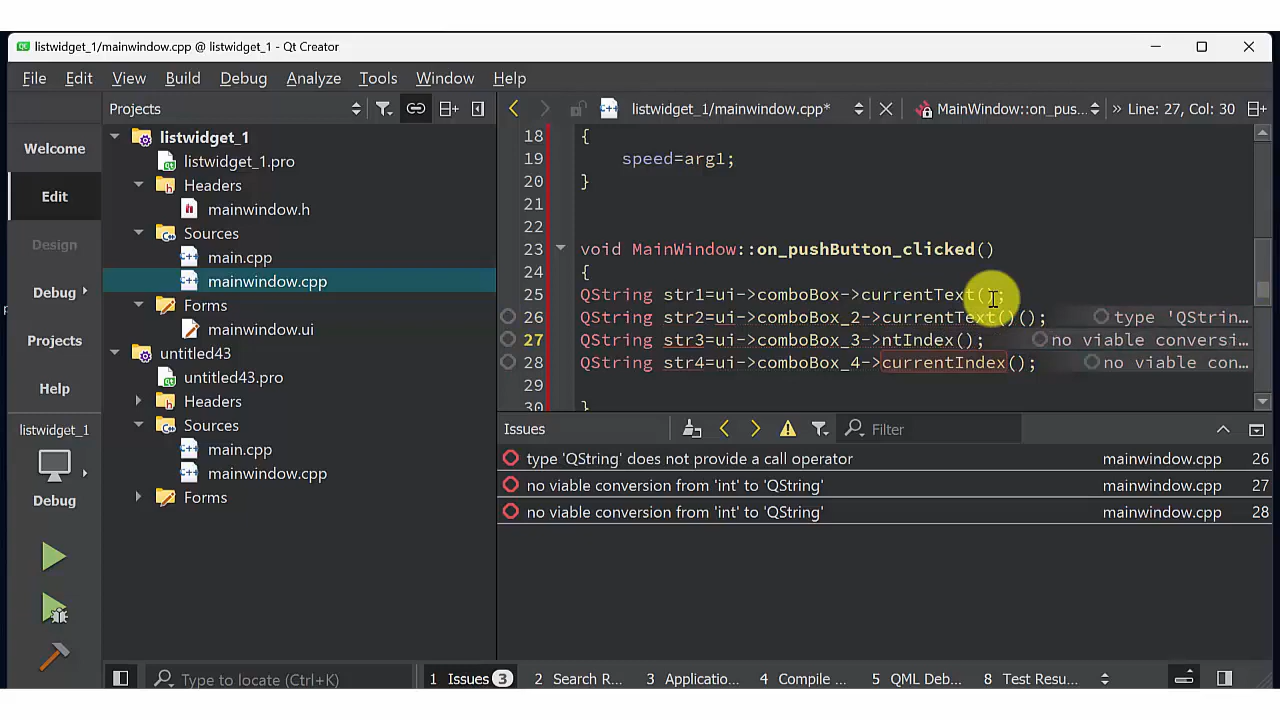 listwidget_1/mainwindow.cpp @ listwidget_1 - Qt Creator
File Edit View Build Debug Analyze Tools Window Help
Projects
listwidget_1/mainwindow.cpp* MainWindow::on_pus... » Line: 27, Col: 30
Welcome
Edit
Design
Debug
Projects
Help
listwidget_1
Debug
listwidget_1
listwidget_1.pro
Headers
mainwindow.h
Sources
main.cpp
mainwindow.cpp
Forms
mainwindow.ui
untitled43
untitled43.pro
Headers
Sources
main.cpp
mainwindow.cpp
Forms
18 {
19 speed=arg1;
20 }
21
22
23 void MainWindow::on_pushButton_clicked()
24 {
25 QString str1=ui->comboBox->currentText();
26 QString str2=ui->comboBox_2->currentText()(); type 'QStrin...
27 QString str3=ui->comboBox_3->ntIndex(); no viable conversi...
28 QString str4=ui->comboBox_4->currentIndex(); no viable con...
29
30 }
Issues Filter
type 'QString' does not provide a call operator mainwindow.cpp 26
no viable conversion from 'int' to 'QString' mainwindow.cpp 27
no viable conversion from 'int' to 'QString' mainwindow.cpp 28
Type to locate (Ctrl+K) 1 Issues 3 2 Search R... 3 Applicatio... 4 Compile ... 5 QML Deb... 8 Test Resu...